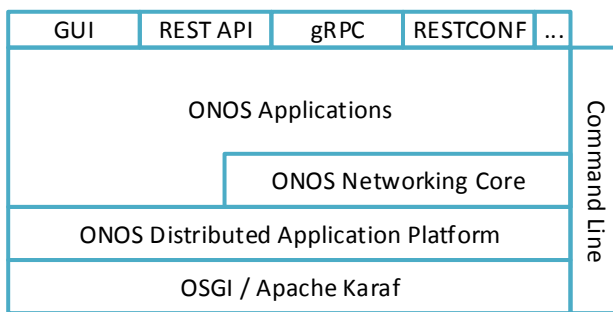 GUI
REST API
gRPC
RESTCONF
...
ONOS Applications
ONOS Networking Core
ONOS Distributed Application Platform
OSGI / Apache Karaf
Command Line